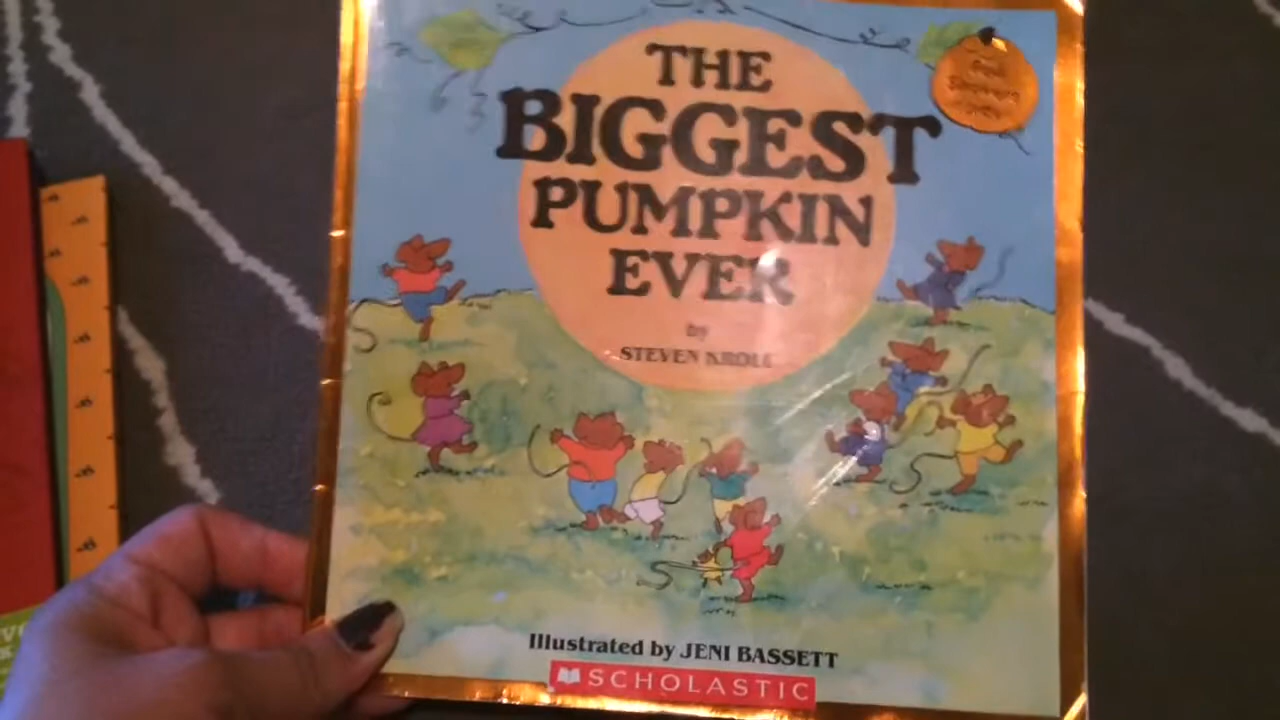 THE
BIGGEST
PUMPKIN
EVER
by
STEVEN KROLL
Illustrated by JENI BASSETT
SCHOLASTIC